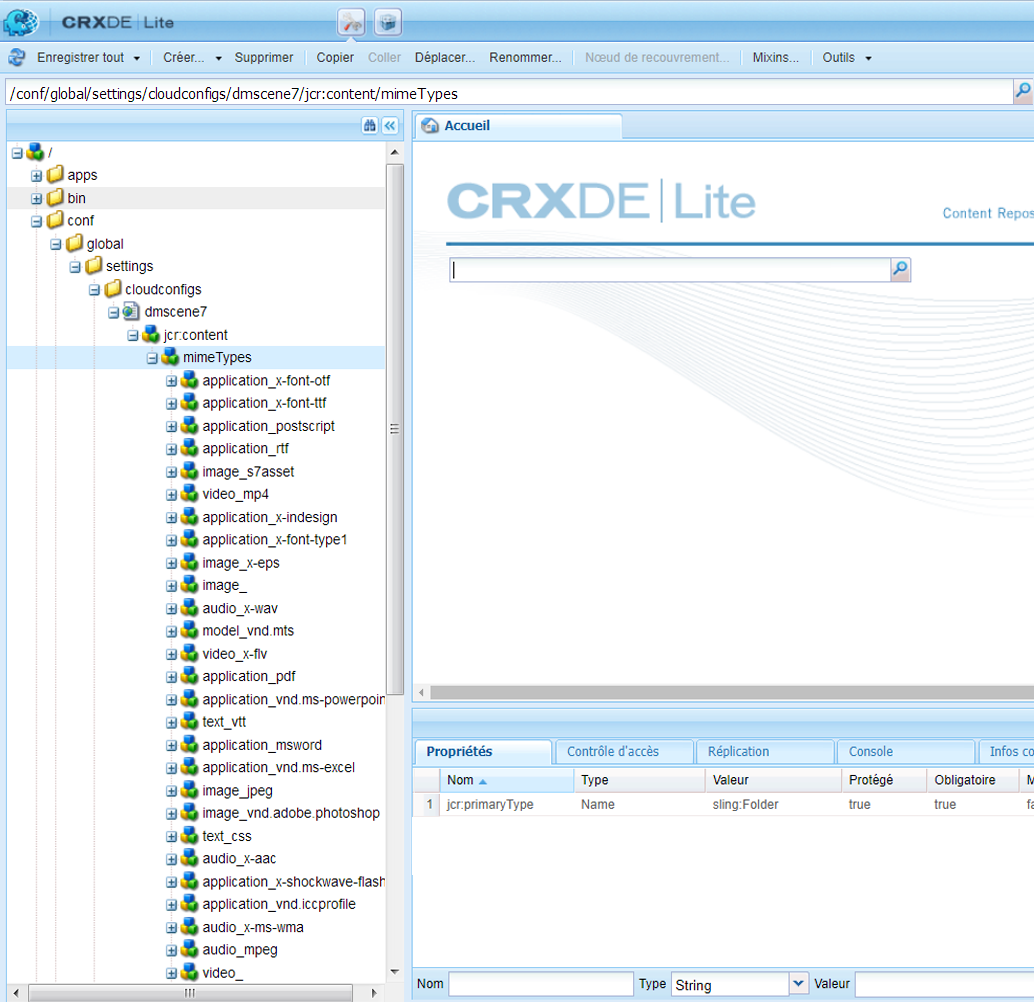 CRXDE | Lite
Enregistrer tout Créer... Supprimer Copier Coller Déplacer... Renommer... Nœud de recouvrement... Mixins... Outils
/conf/global/settings/cloudconfigs/dmscene7/jcr:content/mimeTypes
/
apps
bin
conf
global
settings
cloudconfigs
dmscene7
jcr:content
mimeTypes
application_x-font-otf
application_x-font-ttf
application_postscript
application_rtf
image_s7asset
video_mp4
application_x-indesign
application_x-font-type1
image_x-eps
image_
audio_x-wav
model_vnd.mts
video_x-flv
application_pdf
application_vnd.ms-powerpoin
text_vtt
application_msword
application_vnd.ms-excel
image_jpeg
image_vnd.adobe.photoshop
text_css
audio_x-aac
application_x-shockwave-flash
application_vnd.iccprofile
audio_x-ms-wma
audio_mpeg
video_
Accueil
CRXDE | Lite
Content Repos
Propriétés Contrôle d'accès Réplication Console Infos co
Nom Type Valeur Protégé Obligatoire M
1 jcr:primaryType Name sling:Folder true true fa
Nom Type String Valeur